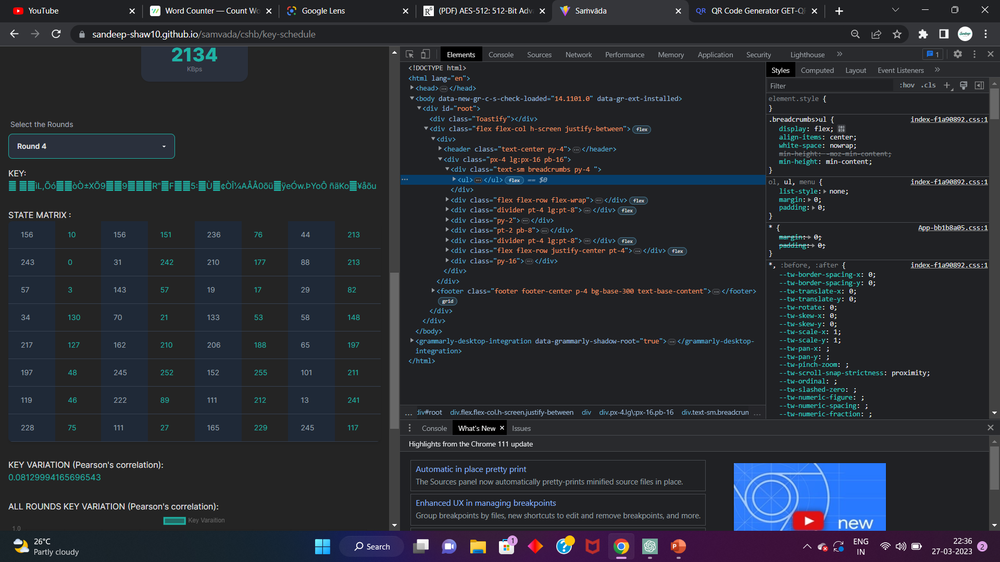 YouTube
Word Counter — Count Wo
Google Lens
(PDF) AES-512: 512-Bit Adva
Saṁvāda
QR Code Generator GET-QR
sandeep-shaw10.github.io/samvada/cshb/key-schedule
2134
KBps
Select the Rounds
Round 4
KEY:
STATE MATRIX :
156 10 156 151 236 76 44 213
243 0 31 242 210 177 88 213
57 3 143 57 19 17 29 82
34 130 70 21 133 53 58 148
217 127 162 210 206 188 65 197
197 48 245 252 152 255 101 211
119 46 222 89 111 212 13 241
228 75 111 27 165 229 245 117
KEY VARIATION (Pearson's correlation):
0.08129994165696543
ALL ROUNDS KEY VARIATION (Pearson's correlation):
Key Varaition
1.0
Elements Console Sources Network Performance Memory Application Security Lighthouse » 1
<!DOCTYPE html>
<html lang="en">
<head>…</head>
<body data-new-gr-c-s-check-loaded="14.1101.0" data-gr-ext-installed>
<div id="root">
<div class="Toastify"></div>
<div class="flex flex-col h-screen justify-between"> flex
<div>
<header class="text-center py-4">…</header>
<div class="px-4 lg:px-16 pb-16">
<div class="text-sm breadcrumbs py-4 ">
… <ul>…</ul> flex == $0
</div>
<div class="flex flex-row flex-wrap">…</div> flex
<div class="divider pt-4 lg:pt-8">…</div> flex
<div class="py-2">…</div>
<div class="pt-2 pb-8">…</div>
<div class="divider pt-4 lg:pt-8">…</div> flex
<div class="flex flex-row justify-center pt-4">…</div> flex
<div class="py-16">…</div>
</div>
</div>
<footer class="footer footer-center p-4 bg-base-300 text-base-content">…</footer>
grid
</div>
</div>
</body>
<grammarly-desktop-integration data-grammarly-shadow-root="true">…</grammarly-desktop-
integration>
</html>
… div#root div.flex.flex-col.h-screen.justify-between div div.px-4.lg\:px-16.pb-16 div.text-sm.breadcrum …
Styles Computed Layout Event Listeners »
Filter :hov .cls
element.style {
}
.breadcrumbs>ul { index-f1a90892.css:1
display: flex;
align-items: center;
white-space: nowrap;
min-height: -moz-min-content;
min-height: min-content;
}
ol, ul, menu { index-f1a90892.css:1
list-style: none;
margin: 0;
padding: 0;
}
* { App-bb1b8a05.css:1
margin: 0;
padding: 0;
}
*, :before, :after { index-f1a90892.css:1
--tw-border-spacing-x: 0;
--tw-border-spacing-y: 0;
--tw-translate-x: 0;
--tw-translate-y: 0;
--tw-rotate: 0;
--tw-skew-x: 0;
--tw-skew-y: 0;
--tw-scale-x: 1;
--tw-scale-y: 1;
--tw-pan-x: ;
--tw-pan-y: ;
--tw-pinch-zoom: ;
--tw-scroll-snap-strictness: proximity;
--tw-ordinal: ;
--tw-slashed-zero: ;
--tw-numeric-figure: ;
--tw-numeric-spacing: ;
--tw-numeric-fraction: ;
Console What's New Issues
Highlights from the Chrome 111 update
Automatic in place pretty print
The Sources panel now automatically pretty-prints minified source files in place.
Enhanced UX in managing breakpoints
Group breakpoints by files, new shortcuts to edit and remove breakpoints, and more.
new
26°C
Partly cloudy
Search
1
ENG
IN
22:36
27-03-2023
2